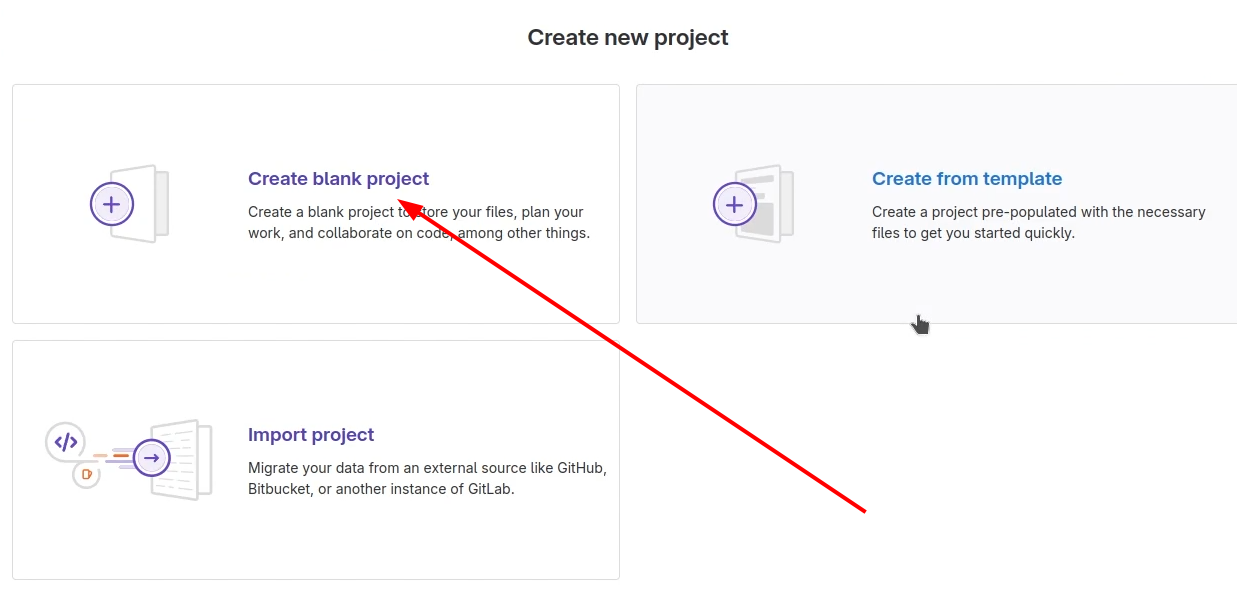 Create new project
Create blank project
Create a blank project to store your files, plan your
work, and collaborate on code, among other things.
Create from template
Create a project pre-populated with the necessary
files to get you started quickly.
Import project
Migrate your data from an external source like GitHub,
Bitbucket, or another instance of GitLab.